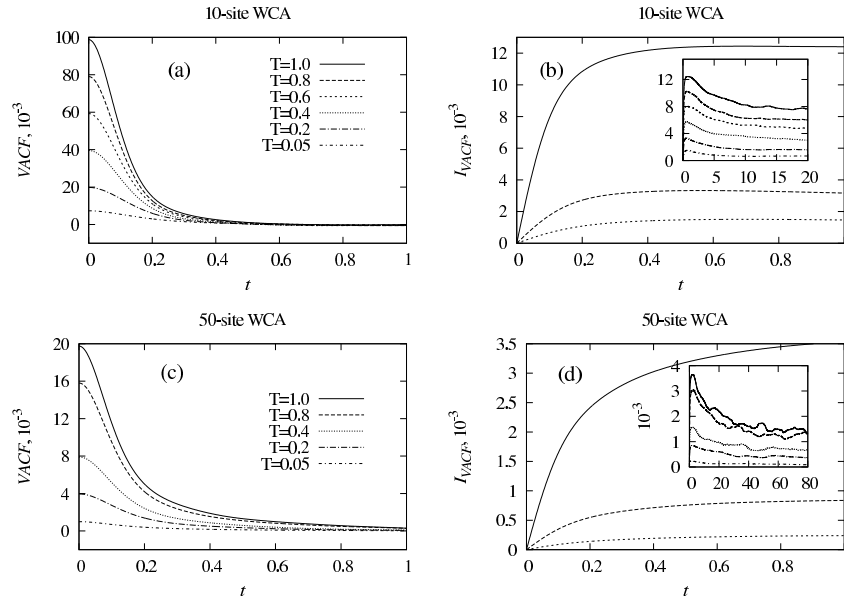 10-site WCA
VACF, 10^-3
100
80
60
40
20
0
(a)
T=1.0
T=0.8
T=0.6
T=0.4
T=0.2
T=0.05
0
0.2
0.4
0.6
0.8
1
t
10-site WCA
I_VACF, 10^-3
12
10
8
6
4
2
0
(b)
12
8
4
0
0
5
10
15
20
0
0.2
0.4
0.6
0.8
t
50-site WCA
VACF, 10^-3
20
16
12
8
4
0
(c)
T=1.0
T=0.8
T=0.4
T=0.2
T=0.05
0
0.2
0.4
0.6
0.8
1
t
50-site WCA
I_VACF, 10^-3
3.5
3
2.5
2
1.5
1
0.5
0
(d)
10^-3
4
3
2
1
0
0
20
40
60
80
0
0.2
0.4
0.6
0.8
t